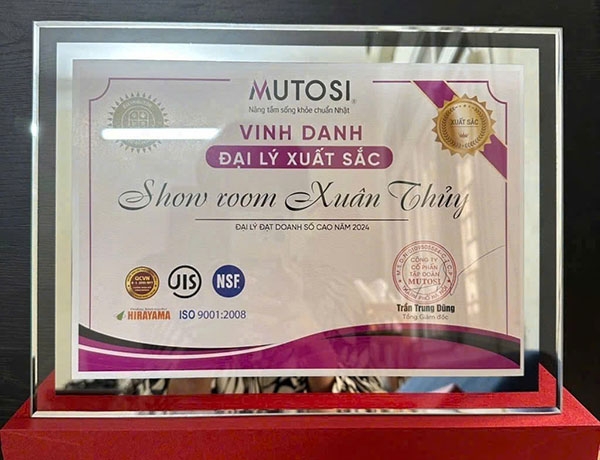 MUTOSI
Nâng tầm sống khỏe chuẩn Nhật
VINH DANH
ĐẠI LÝ XUẤT SẮC
XUẤT SẮC
Show room Xuân Thủy
ĐẠI LÝ ĐẠT DOANH SỐ CAO NĂM 2024
QCVN
JIS
NSF
HIRAYAMA
ISO 9001:2008
CÔNG TY
CỔ PHẦN
TẬP ĐOÀN
MUTOSI
Trần Trung Dũng
Tổng Giám đốc